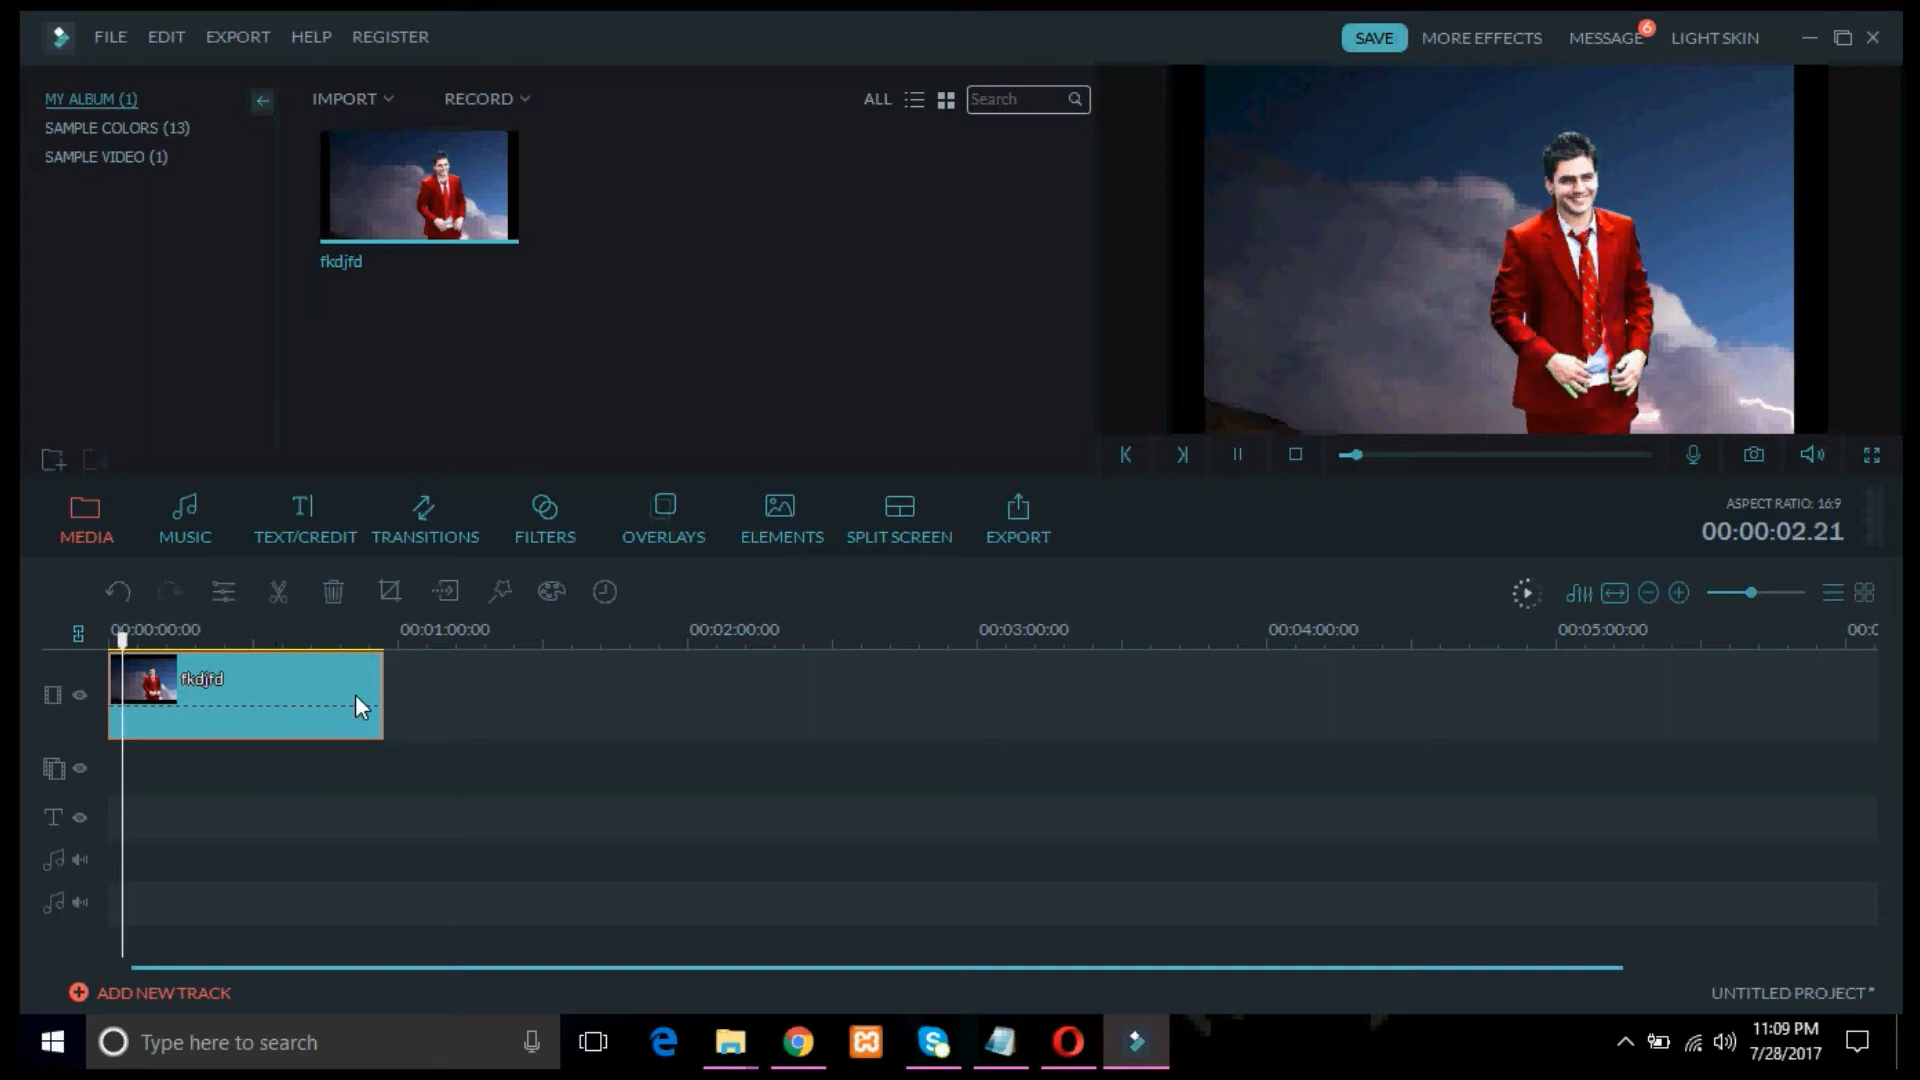 FILE EDIT EXPORT HELP REGISTER
SAVE MORE EFFECTS MESSAGE 6 LIGHT SKIN
MY ALBUM (1)
SAMPLE COLORS (13)
SAMPLE VIDEO (1)
IMPORT RECORD ALL Search
fkdjfd
MEDIA MUSIC TEXT/CREDIT TRANSITIONS FILTERS OVERLAYS ELEMENTS SPLIT SCREEN EXPORT
ASPECT RATIO: 16:9
00:00:02.21
00:00:00:00 00:01:00:00 00:02:00:00 00:03:00:00 00:04:00:00 00:05:00:00 00:0
fkdjfd
ADD NEW TRACK
UNTITLED PROJECT*
Type here to search
11:09 PM
7/28/2017